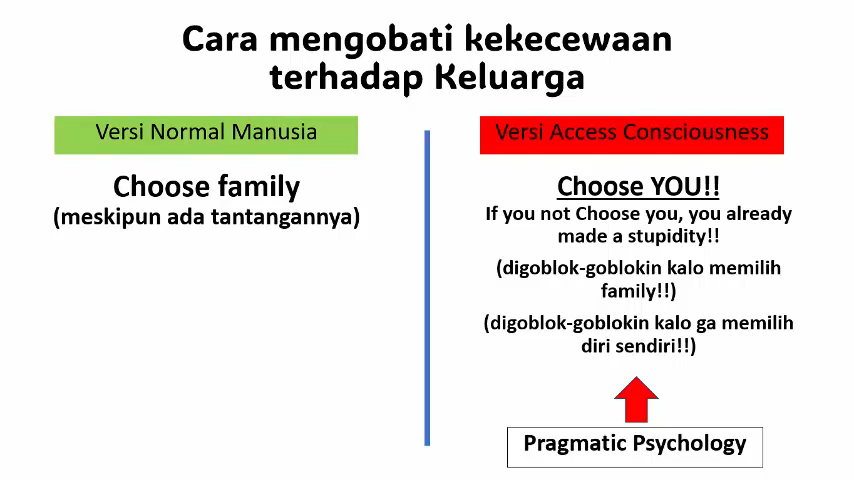 Cara mengobati kekecewaan
terhadap Keluarga
Versi Normal Manusia
Choose family
(meskipun ada tantangannya)
Versi Access Consciousness
Choose YOU!!
If you not Choose you, you already
made a stupidity!!
(digoblok-goblokin kalo memilih
family!!)
(digoblok-goblokin kalo ga memilih
diri sendiri!!)
Pragmatic Psychology